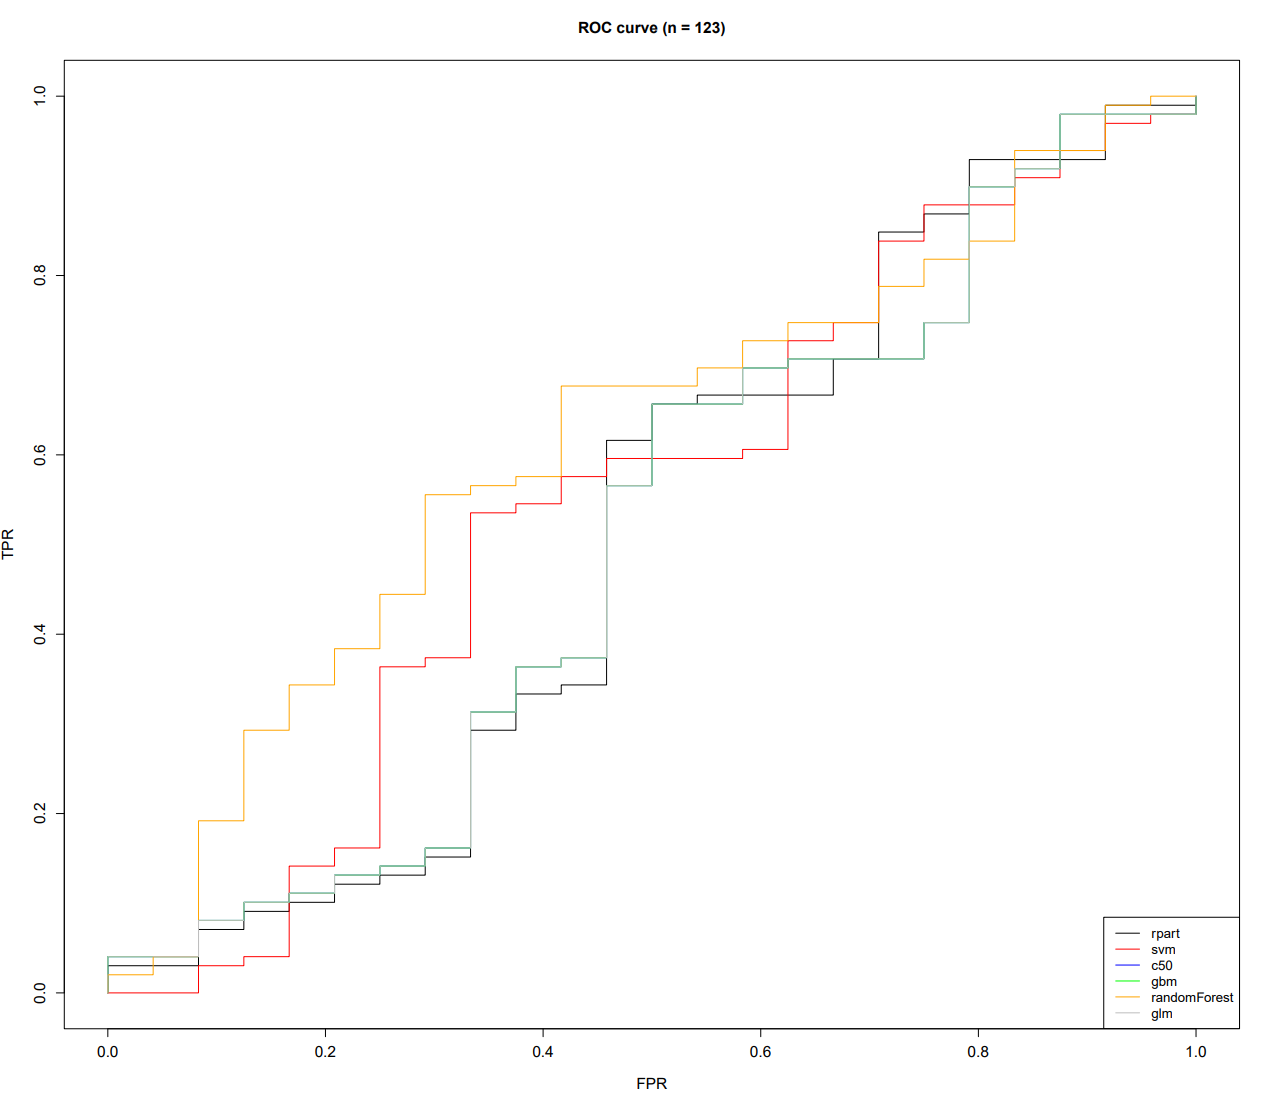 ROC curve (n = 123)
TPR
1.0
0.8
0.6
0.4
0.2
0.0
0.0 0.2 0.4 0.6 0.8 1.0
FPR
rpart
svm
c50
gbm
randomForest
glm